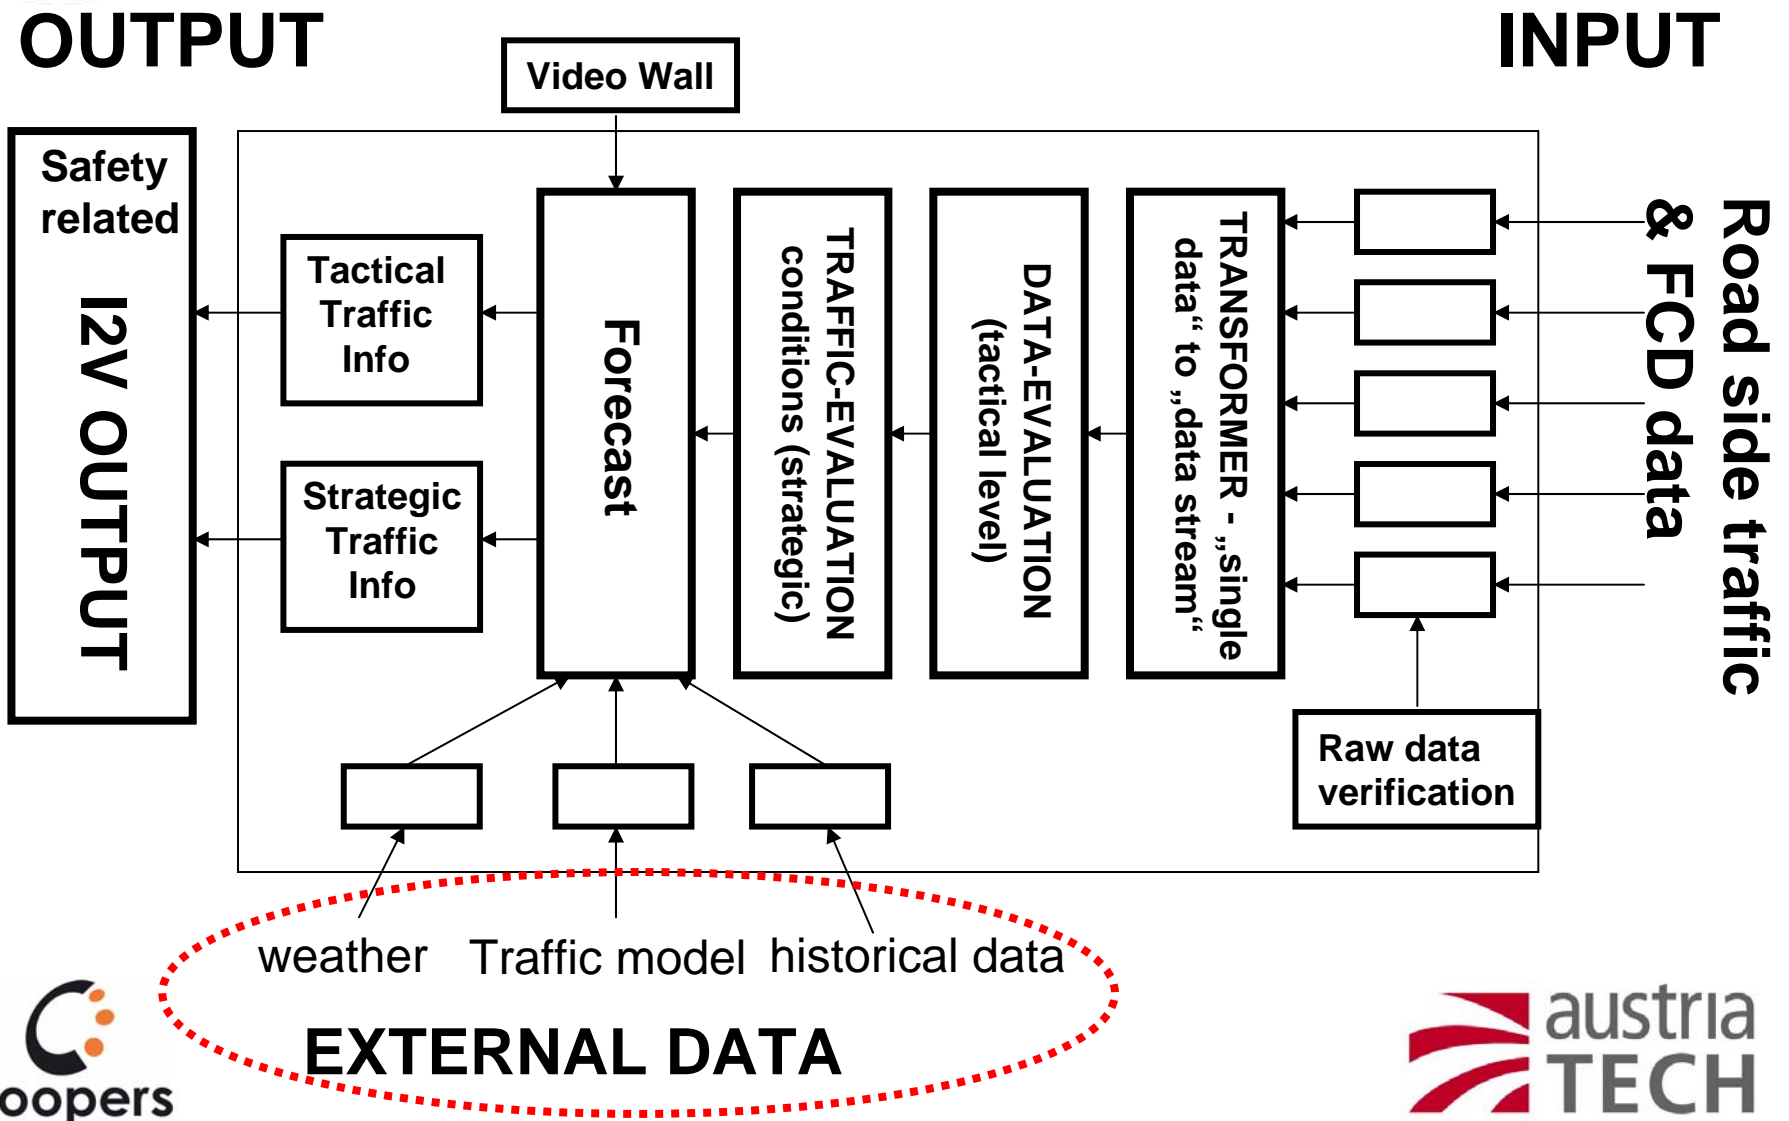 OUTPUT
INPUT
Video Wall
Safety
related
I2V OUTPUT
Tactical
Traffic
Info
Strategic
Traffic
Info
Forecast
TRAFFIC-EVALUATION
conditions (strategic)
DATA-EVALUATION
(tactical level)
TRANSFORMER - „single
data“ to „data stream“
Road side traffic
& FCD data
Raw data
verification
weather
Traffic model
historical data
EXTERNAL DATA
oopers
austria
TECH